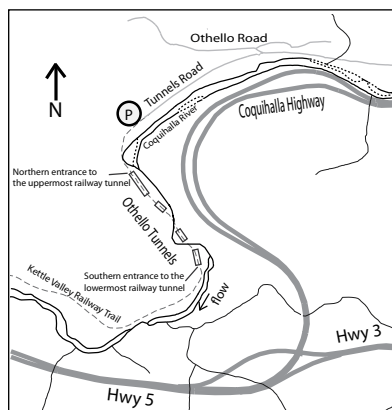 Othello Road
Tunnels Road
N
P
Coquihalla River
Coquihalla Highway
Northern entrance to
the uppermost railway tunnel
Othello Tunnels
Kettle Valley Railway Trail
Southern entrance to the
lowermost railway tunnel
flow
Hwy 3
Hwy 5